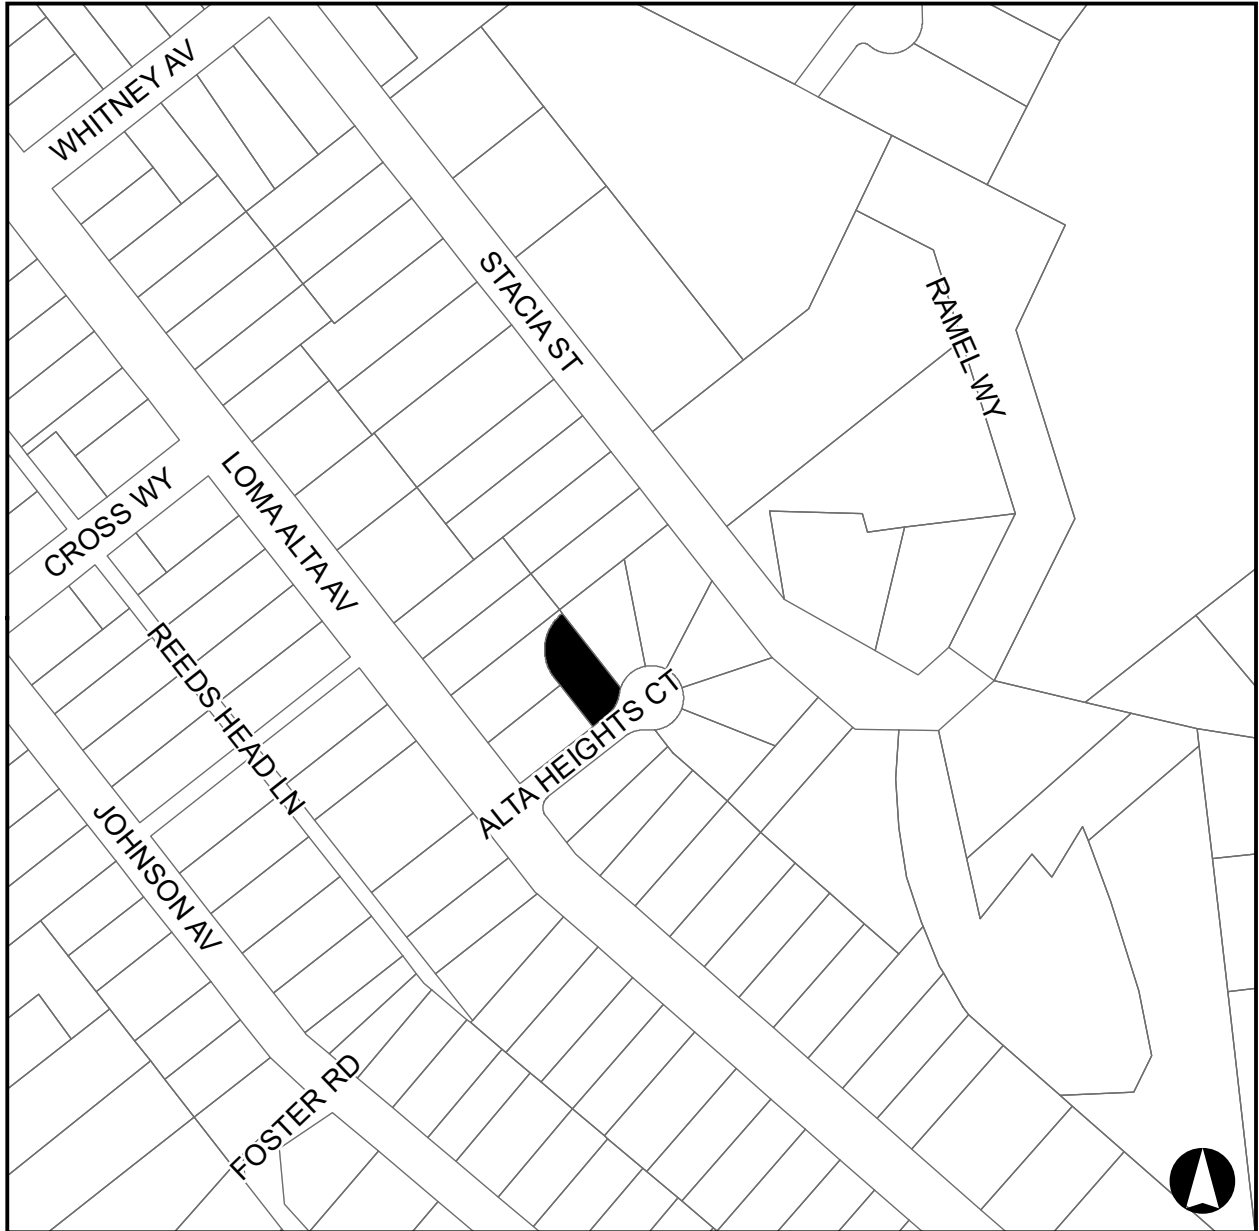 WHITNEY AV
STACIA ST
RAMEL WY
LOMA ALTA AV
CROSS WY
REEDS HEAD LN
ALTA HEIGHTS CT
JOHNSON AV
FOSTER RD